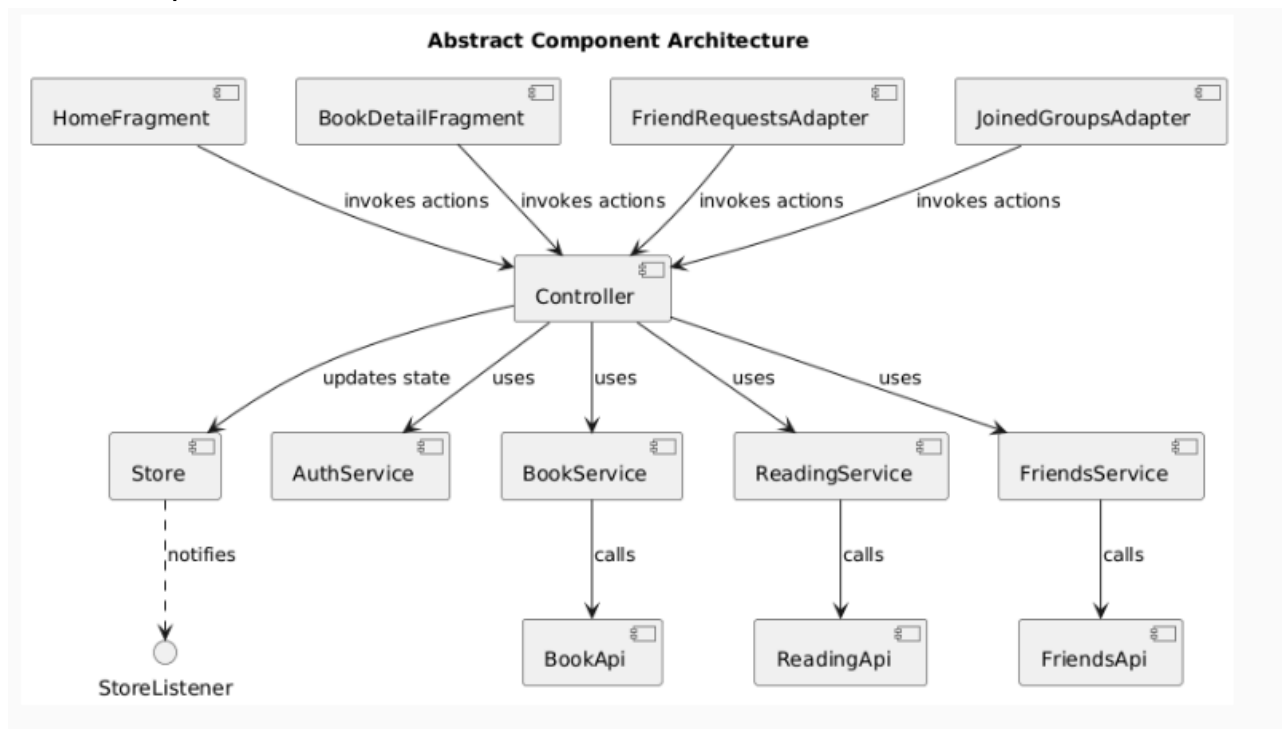 Abstract Component Architecture
HomeFragment
BookDetailFragment
FriendRequestsAdapter
JoinedGroupsAdapter
invokes actions
invokes actions
invokes actions
invokes actions
Controller
updates state
uses
uses
uses
uses
Store
AuthService
BookService
ReadingService
FriendsService
notifies
calls
calls
calls
StoreListener
BookApi
ReadingApi
FriendsApi